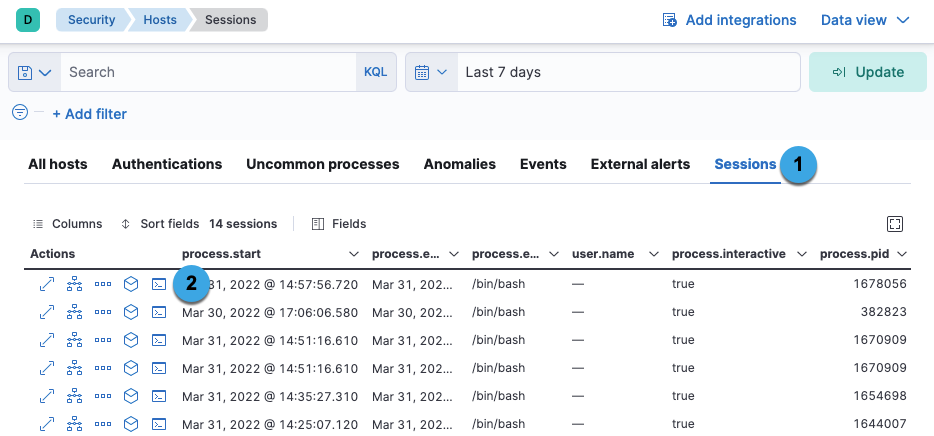 D Security Hosts Sessions Add integrations Data view
Search KQL Last 7 days Update
+ Add filter
All hosts Authentications Uncommon processes Anomalies Events External alerts Sessions 1
Columns Sort fields 14 sessions Fields
Actions process.start process.e... process.e... user.name process.interactive process.pid
2 31, 2022 @ 14:57:56.720 Mar 31, 202... /bin/bash — true 1678056
Mar 30, 2022 @ 17:06:06.580 Mar 30, 202... /bin/bash — true 382823
Mar 31, 2022 @ 14:51:16.610 Mar 31, 202... /bin/bash — true 1670909
Mar 31, 2022 @ 14:51:16.610 Mar 31, 202... /bin/bash — true 1670909
Mar 31, 2022 @ 14:35:27.310 Mar 31, 202... /bin/bash — true 1654698
Mar 31, 2022 @ 14:25:07.120 Mar 31, 202... /bin/bash — true 1644007